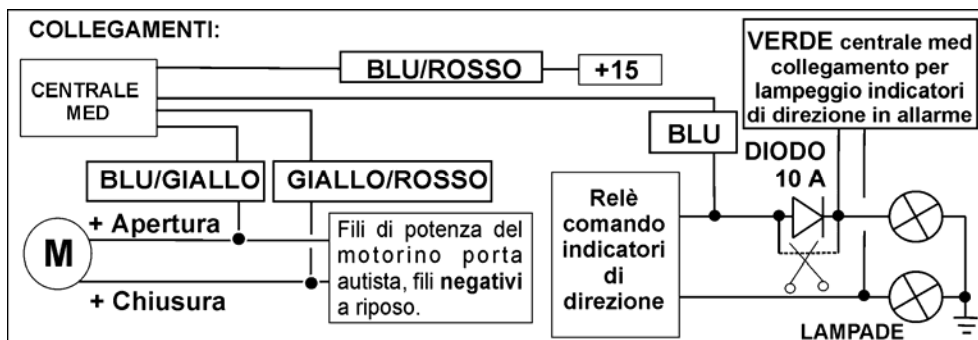 COLLEGAMENTI:
BLU/ROSSO
+15
CENTRALE
MED
VERDE centrale med
collegamento per
lampeggio indicatori
di direzione in allarme
BLU
DIODO
10 A
BLU/GIALLO
GIALLO/ROSSO
+ Apertura
M
+ Chiusura
Fili di potenza del
motorino porta
autista, fili negativi
a riposo.
Relè
comando
indicatori
di
direzione
LAMPADE